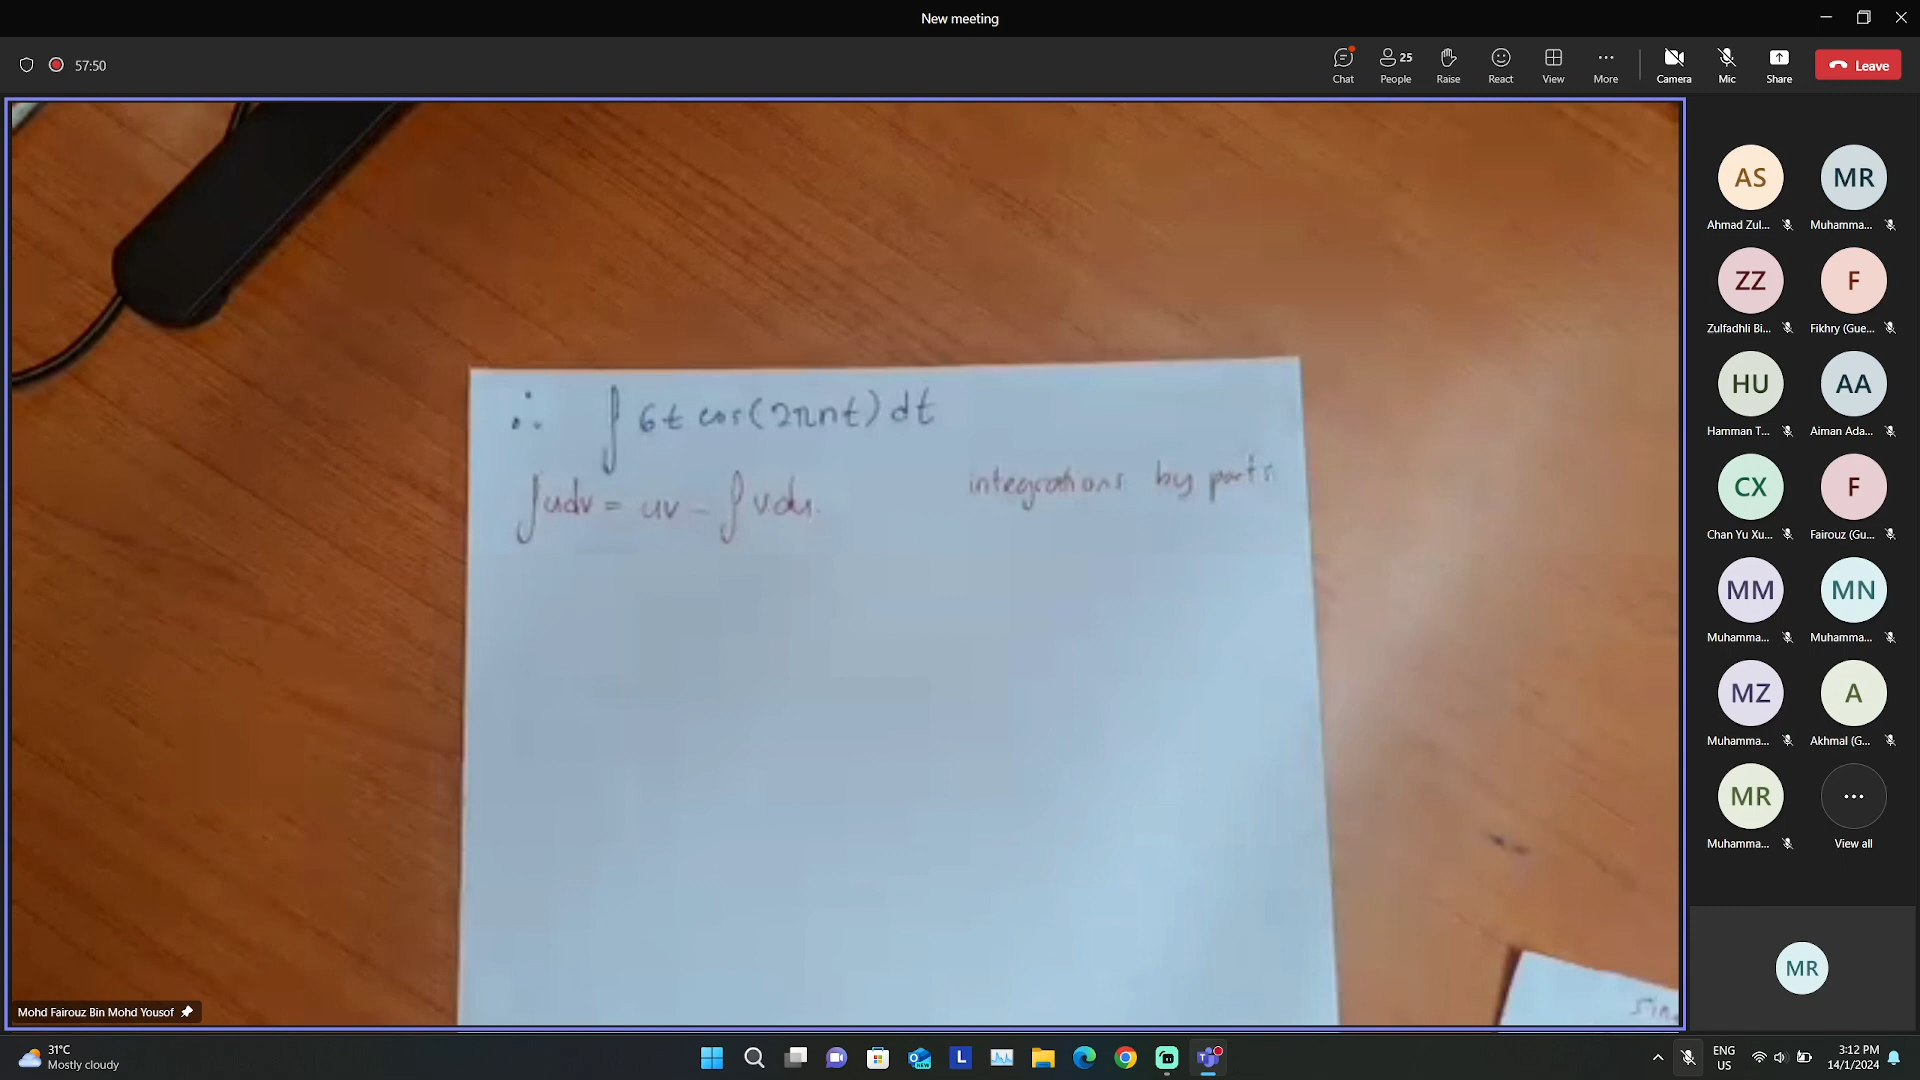 New meeting
57:50
Chat
25
People
Raise
React
View
More
Camera
Mic
Share
Leave
∴ ∫ 6t cos(2πnt) dt
∫udv = uv - ∫vdu.
integrations by parts
sin
AS
Ahmad Zul...
MR
Muhamma...
ZZ
Zulfadhli Bi...
F
Fikhry (Gue...
HU
Hamman T...
AA
Aiman Ada...
CX
Chan Yu Xu...
F
Fairouz (Gu...
MM
Muhamma...
MN
Muhamma...
MZ
Muhamma...
A
Akhmal (G...
MR
Muhamma...
View all
MR
Mohd Fairouz Bin Mohd Yousof
31°C
Mostly cloudy
NEW
L
ENG
US
3:12 PM
14/1/2024